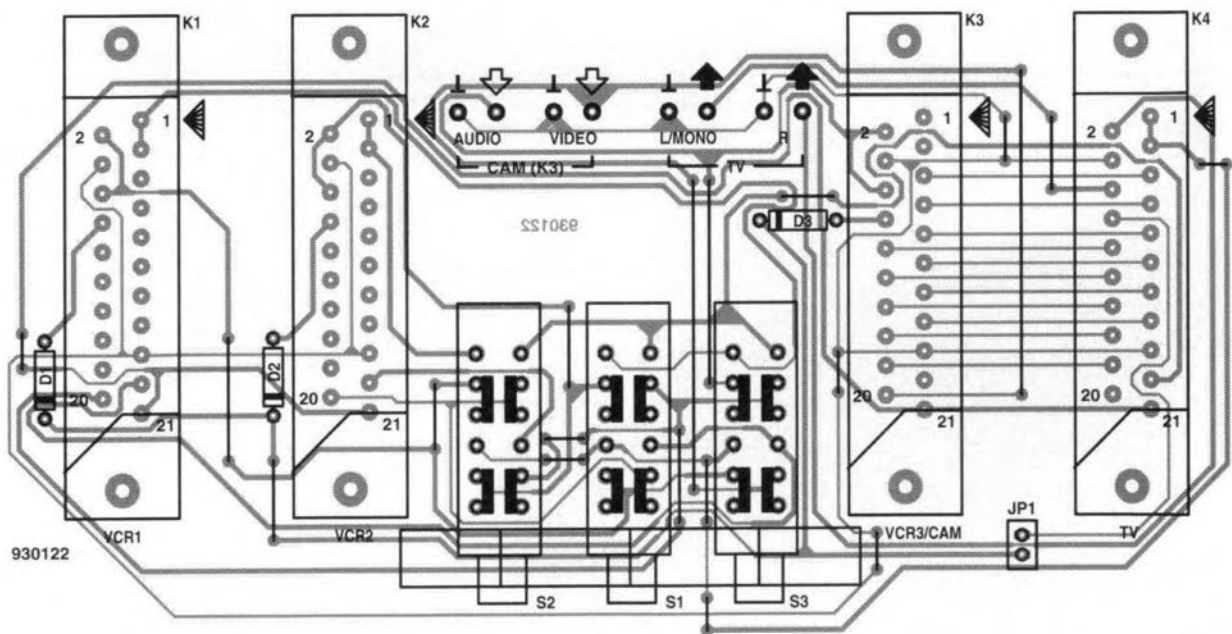 K1
K2
K3
K4
1
2
20
21
1
2
20
21
1
2
20
21
1
2
20
21
AUDIO
VIDEO
L/MONO
R
CAM (K3)
TV
930122
D3
D1
D2
VCR1
VCR2
VCR3/CAM
JP1
TV
930122
S2
S1
S3